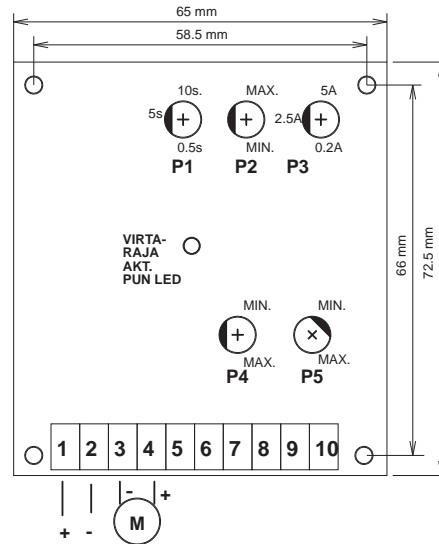 65 mm
58.5 mm
10s. MAX. 5A
5s 2.5A
0.5s MIN. 0.2A
P1 P2 P3
VIRTA-
RAJA
AKT.
PUN LED
66 mm
72.5 mm
MIN. MIN.
MAX. MAX.
P4 P5
1 2 3 4 5 6 7 8 9 10
- +
M
+ -